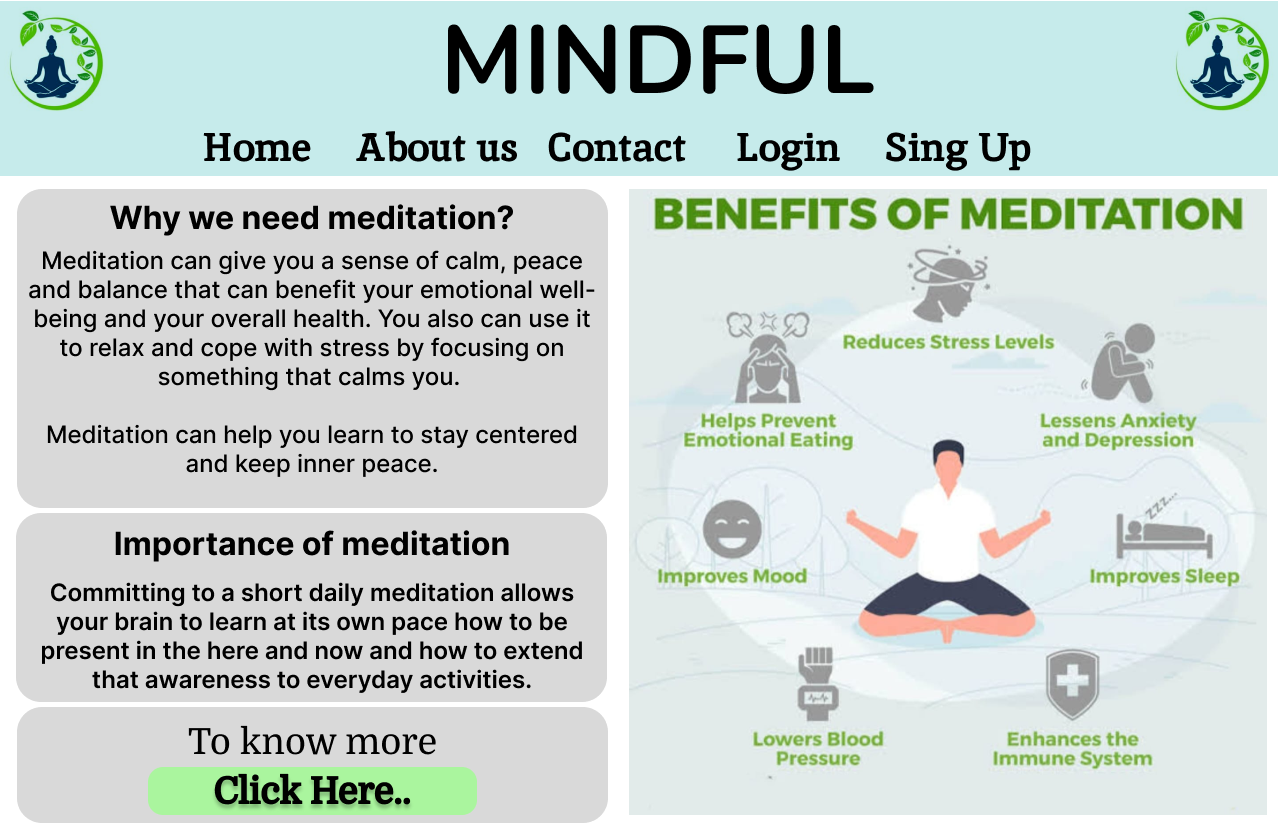 MINDFUL
Home About us Contact Login Sing Up
Why we need meditation?
Meditation can give you a sense of calm, peace
and balance that can benefit your emotional well-
being and your overall health. You also can use it
to relax and cope with stress by focusing on
something that calms you.
Meditation can help you learn to stay centered
and keep inner peace.
Importance of meditation
Committing to a short daily meditation allows
your brain to learn at its own pace how to be
present in the here and now and how to extend
that awareness to everyday activities.
To know more
Click Here..
BENEFITS OF MEDITATION
Reduces Stress Levels
Helps Prevent
Emotional Eating
Lessens Anxiety
and Depression
zzz...
Improves Mood
Improves Sleep
Lowers Blood
Pressure
Enhances the
Immune System